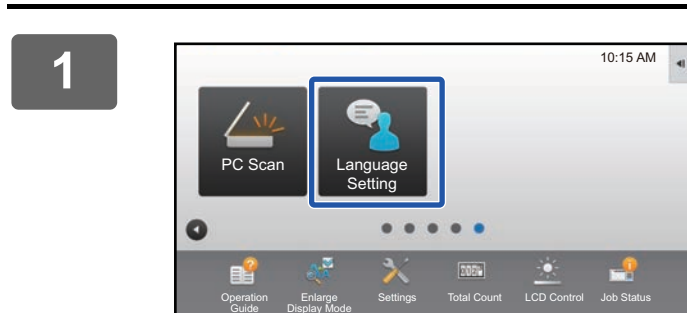 1
10:15 AM
PC Scan
Language
Setting
Operation
Guide
Enlarge
Display Mode
Settings
Total Count
LCD Control
Job Status